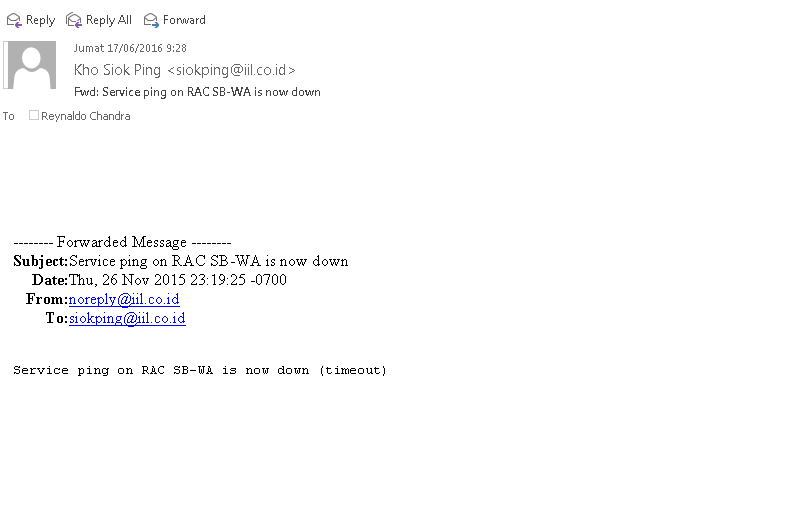 Reply Reply All Forward
Jumat 17/06/2016 9:28
Kho Siok Ping <siokping@iil.co.id>
Fwd: Service ping on RAC SB-WA is now down
To Reynaldo Chandra
-------- Forwarded Message --------
Subject:Service ping on RAC SB-WA is now down
Date:Thu, 26 Nov 2015 23:19:25 -0700
From:noreply@iil.co.id
To:siokping@iil.co.id
Service ping on RAC SB-WA is now down (timeout)